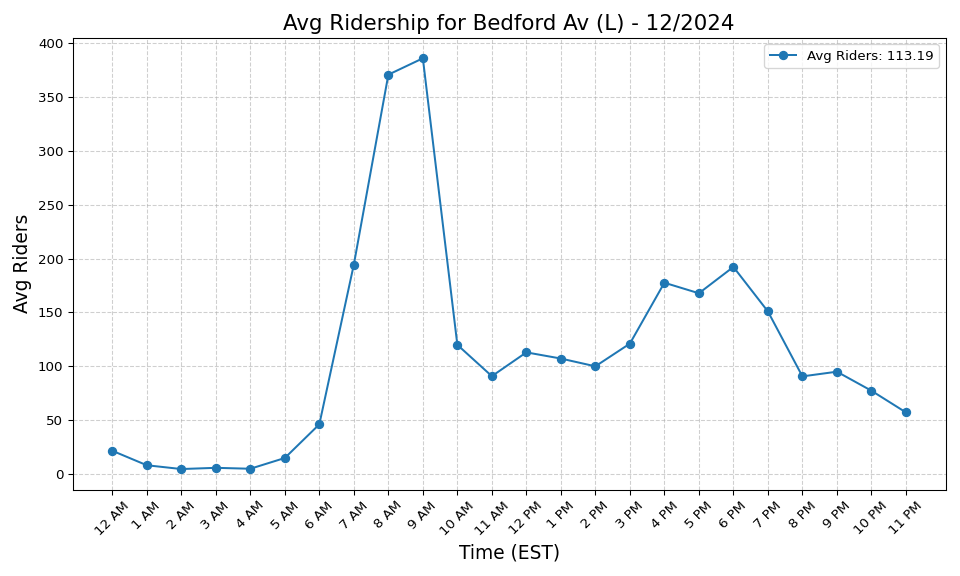 Avg Ridership for Bedford Av (L) - 12/2024
Avg Riders: 113.19
400
350
300
250
200
150
100
50
0
Avg Riders
12 AM
1 AM
2 AM
3 AM
4 AM
5 AM
6 AM
7 AM
8 AM
9 AM
10 AM
11 AM
12 PM
1 PM
2 PM
3 PM
4 PM
5 PM
6 PM
7 PM
8 PM
9 PM
10 PM
11 PM
Time (EST)